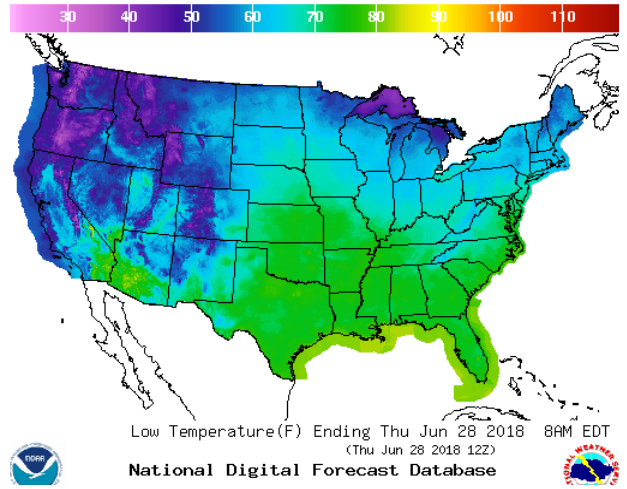 30 40 50 60 70 80 90 100 110
Low Temperature(F) Ending Thu Jun 28 2018 8AM EDT
(Thu Jun 28 2018 12Z)
National Digital Forecast Database
noaa